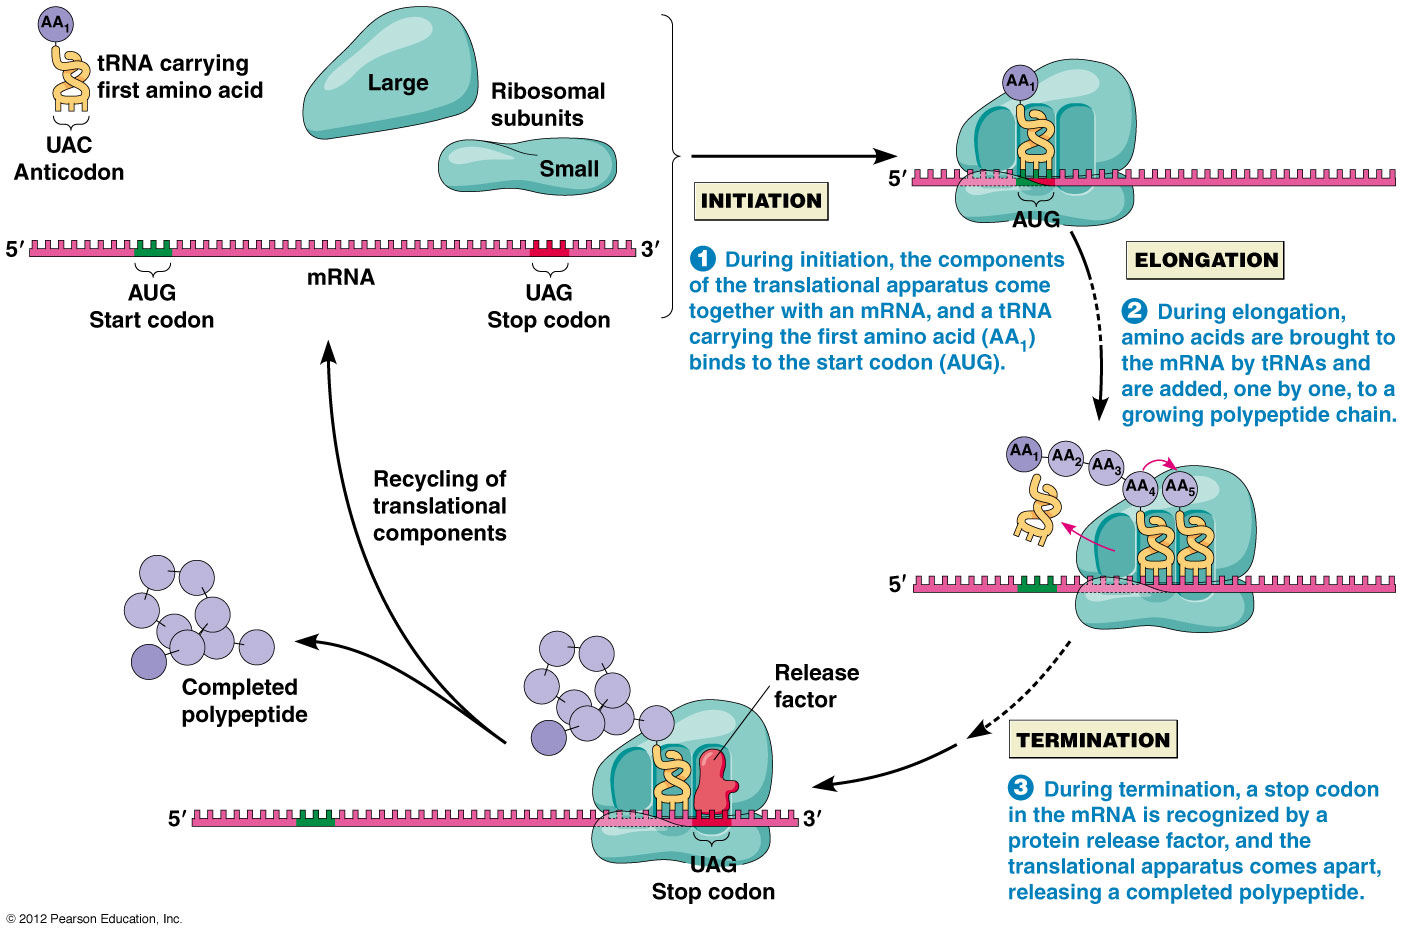 AA1
tRNA carrying
first amino acid
UAC
Anticodon
Large
Ribosomal
subunits
Small
5′
3′
AUG
Start codon
mRNA
UAG
Stop codon
INITIATION
1 During initiation, the components
of the translational apparatus come
together with an mRNA, and a tRNA
carrying the first amino acid (AA1)
binds to the start codon (AUG).
AA1
5′
AUG
ELONGATION
2 During elongation,
amino acids are brought to
the mRNA by tRNAs and
are added, one by one, to a
growing polypeptide chain.
AA1 AA2 AA3 AA4 AA5
5′
TERMINATION
3 During termination, a stop codon
in the mRNA is recognized by a
protein release factor, and the
translational apparatus comes apart,
releasing a completed polypeptide.
Release
factor
5′
3′
UAG
Stop codon
Recycling of
translational
components
Completed
polypeptide
© 2012 Pearson Education, Inc.